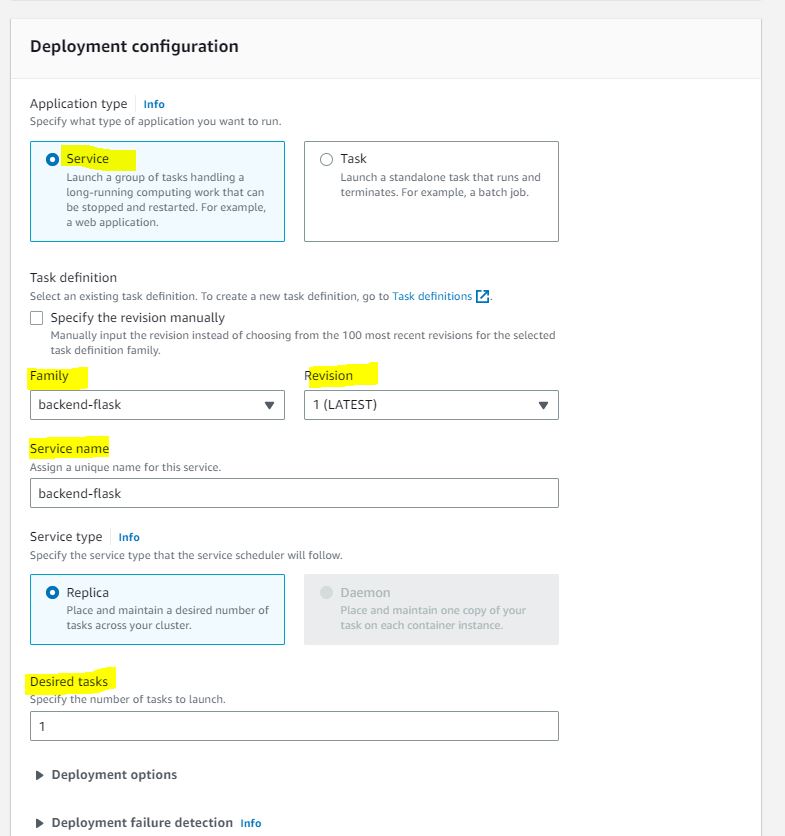 Deployment configuration
Application type Info
Specify what type of application you want to run.
Service
Launch a group of tasks handling a
long-running computing work that can
be stopped and restarted. For example,
a web application.
Task
Launch a standalone task that runs and
terminates. For example, a batch job.
Task definition
Select an existing task definition. To create a new task definition, go to Task definitions.
Specify the revision manually
Manually input the revision instead of choosing from the 100 most recent revisions for the selected
task definition family.
Family
backend-flask
Revision
1 (LATEST)
Service name
Assign a unique name for this service.
backend-flask
Service type Info
Specify the service type that the service scheduler will follow.
Replica
Place and maintain a desired number of
tasks across your cluster.
Daemon
Place and maintain one copy of your
task on each container instance.
Desired tasks
Specify the number of tasks to launch.
1
Deployment options
Deployment failure detection Info